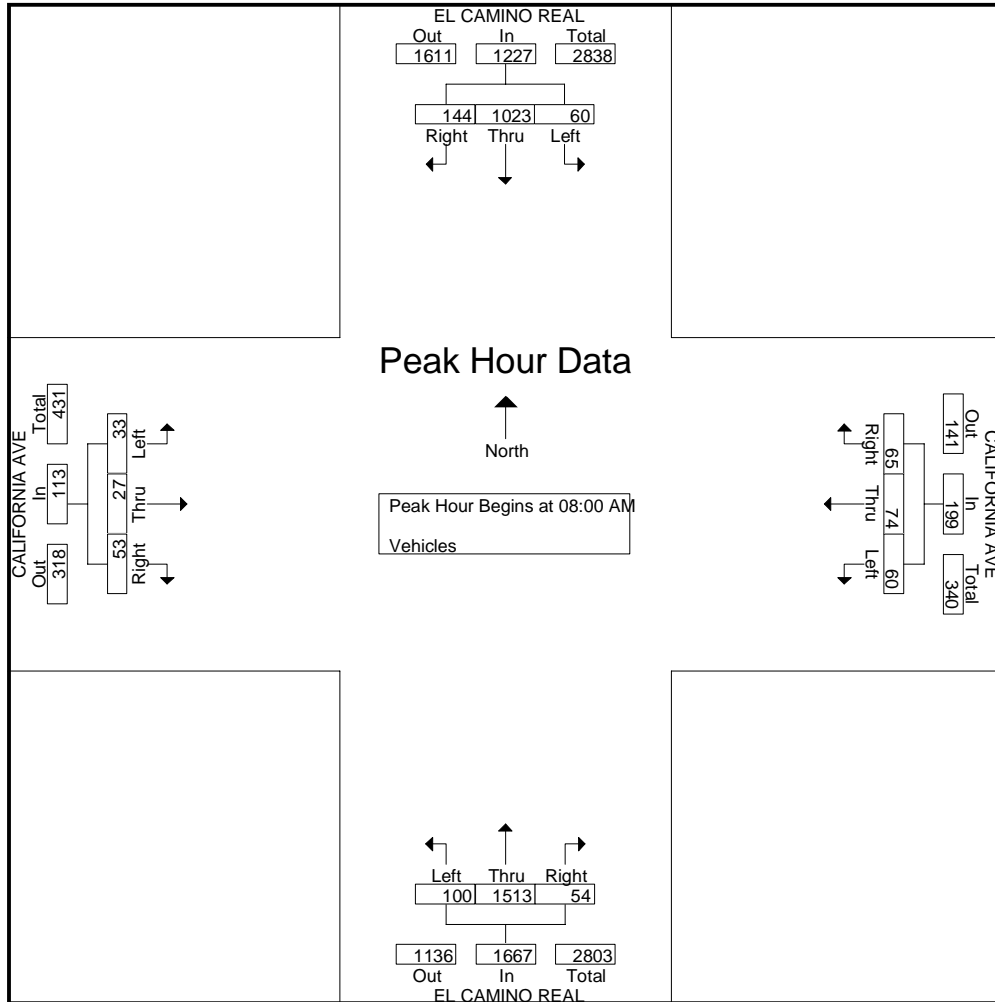 EL CAMINO REAL
Out In Total
1611 1227 2838
144 1023 60
Right Thru Left
Peak Hour Data
North
Peak Hour Begins at 08:00 AM
Vehicles
CALIFORNIA AVE
Out In Total
318 113 431
53 27 33
Right Thru Left
CALIFORNIA AVE
Out In Total
141 199 340
65 74 60
Right Thru Left
Left Thru Right
100 1513 54
1136 1667 2803
Out In Total
EL CAMINO REAL